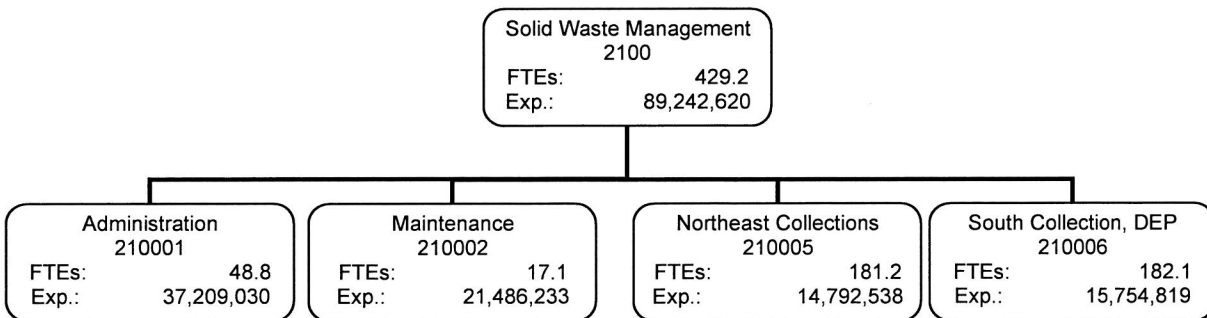 Solid Waste Management
2100
FTEs: 429.2
Exp.: 89,242,620
Administration
210001
FTEs: 48.8
Exp.: 37,209,030
Maintenance
210002
FTEs: 17.1
Exp.: 21,486,233
Northeast Collections
210005
FTEs: 181.2
Exp.: 14,792,538
South Collection, DEP
210006
FTEs: 182.1
Exp.: 15,754,819